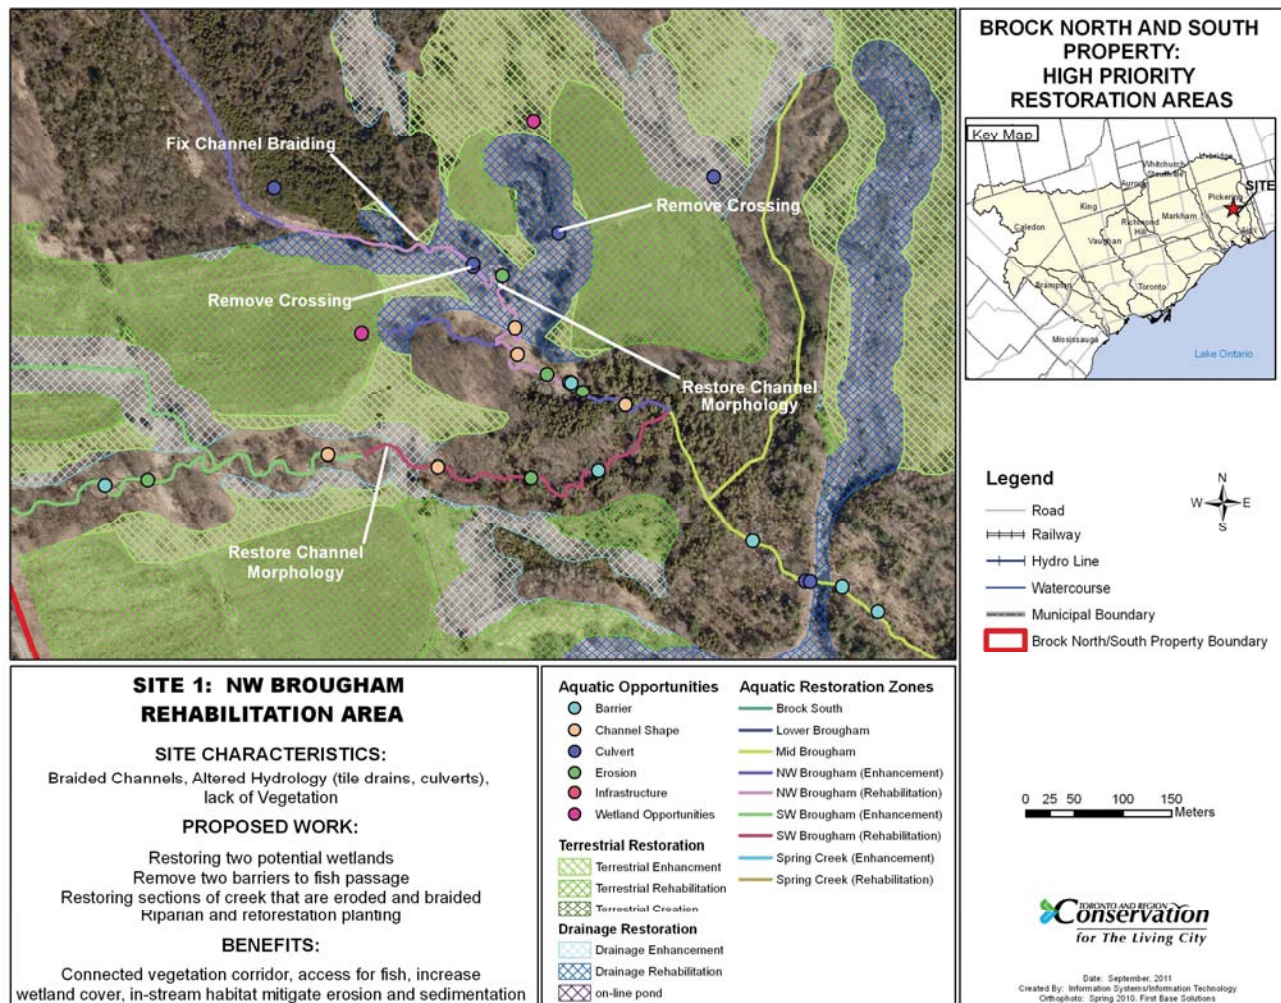 BROCK NORTH AND SOUTH
PROPERTY:
HIGH PRIORITY
RESTORATION AREAS
Key Map
Uxbridge
Whitchurch
Stouffville
Aurora
Pickering
SITE
King
Markham
Richmond
Hill
Caledon
Vaughan
Brampton
Toronto
Mississauga
Lake Ontario
Fix Channel Braiding
Remove Crossing
Remove Crossing
Restore Channel
Morphology
Restore Channel
Morphology
Legend
Road
Railway
Hydro Line
Watercourse
Municipal Boundary
Brock North/South Property Boundary
N
W E
S
0 25 50 100 150
Meters
SITE 1: NW BROUGHAM
REHABILITATION AREA
SITE CHARACTERISTICS:
Braided Channels, Altered Hydrology (tile drains, culverts),
lack of Vegetation
PROPOSED WORK:
Restoring two potential wetlands
Remove two barriers to fish passage
Restoring sections of creek that are eroded and braided
Riparian and reforestation planting
BENEFITS:
Connected vegetation corridor, access for fish, increase
wetland cover, in-stream habitat mitigate erosion and sedimentation
Aquatic Opportunities
Barrier
Channel Shape
Culvert
Erosion
Infrastructure
Wetland Opportunities
Terrestrial Restoration
Terrestrial Enhancment
Terrestrial Rehabilitation
Terrestrial Creation
Drainage Restoration
Drainage Enhancement
Drainage Rehabilitation
on-line pond
Aquatic Restoration Zones
Brock South
Lower Brougham
Mid Brougham
NW Brougham (Enhancement)
NW Brougham (Rehabilitation)
SW Brougham (Enhancement)
SW Brougham (Rehabilitation)
Spring Creek (Enhancement)
Spring Creek (Rehabilitation)
TORONTO AND REGION
Conservation
for The Living City
Date: September, 2011
Created By: Information Systems/Information Technology
Orthophoto: Spring 2010, First Base Solutions